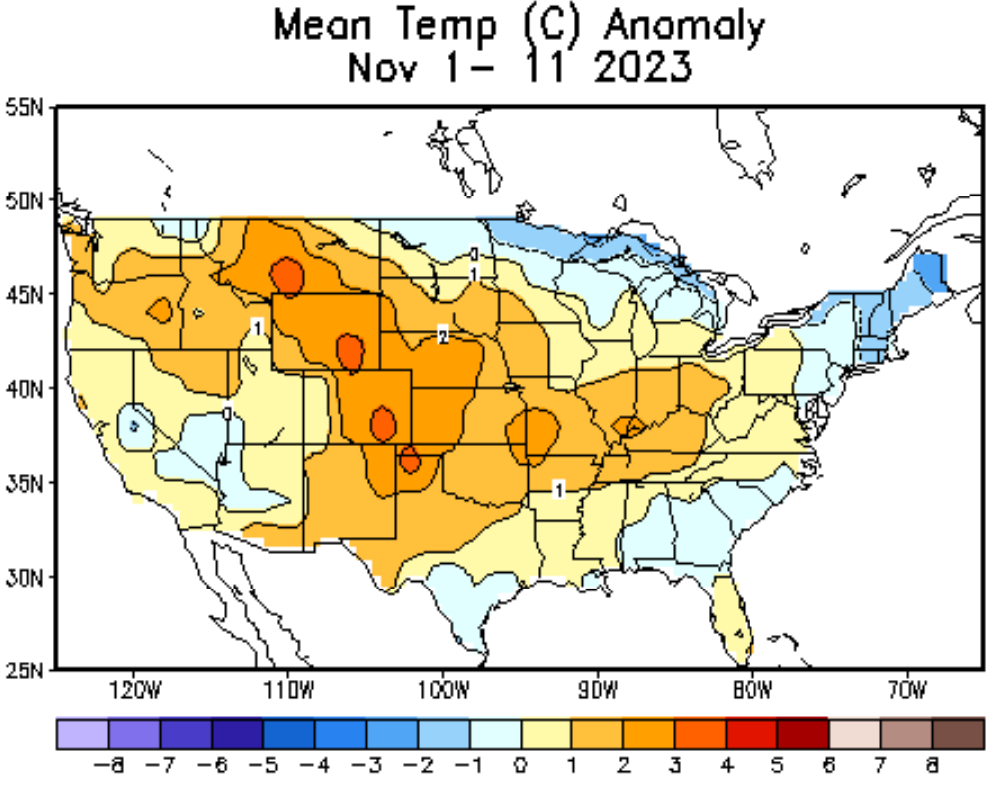 Mean Temp (C) Anomaly
Nov 1- 11 2023
55N
50N
0
1
45N
1
2
40N
0
35N
1
30N
25N
120W 110W 100W 90W 80W 70W
-8 -7 -6 -5 -4 -3 -2 -1 0 1 2 3 4 5 6 7 8